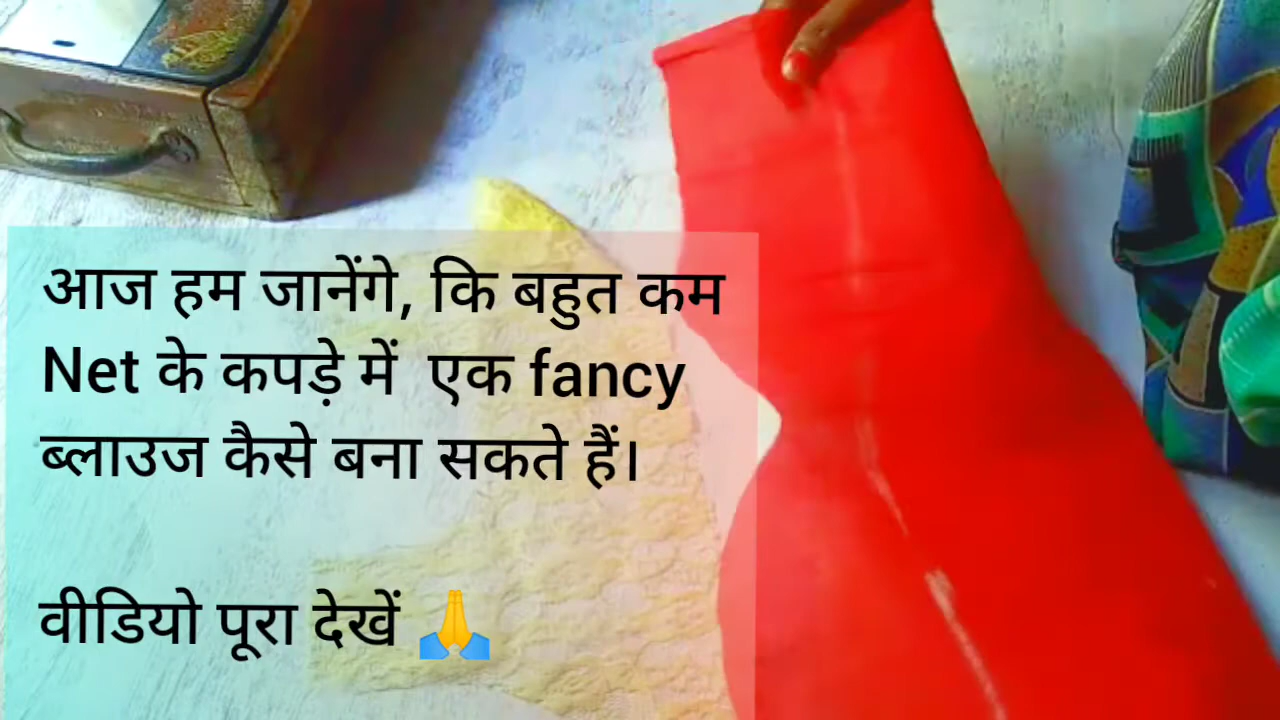 आज हम जानेंगे, कि बहुत कम
Net के कपड़े में एक fancy
ब्लाउज कैसे बना सकते हैं।
वीडियो पूरा देखें 🙏